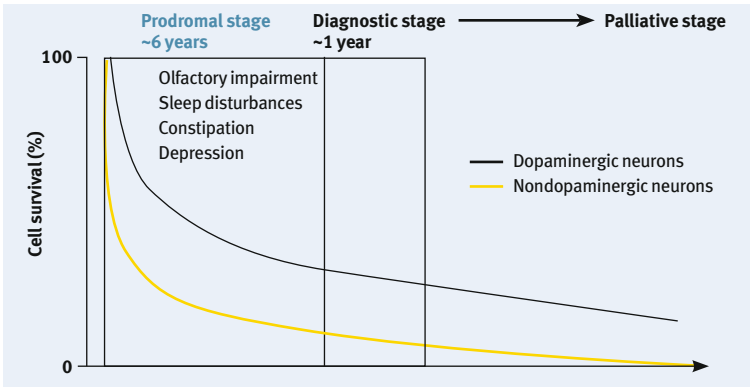 Prodromal stage
~6 years
Diagnostic stage
~1 year
Palliative stage
100
Olfactory impairment
Sleep disturbances
Constipation
Depression
Cell survival (%)
Dopaminergic neurons
Nondopaminergic neurons
0